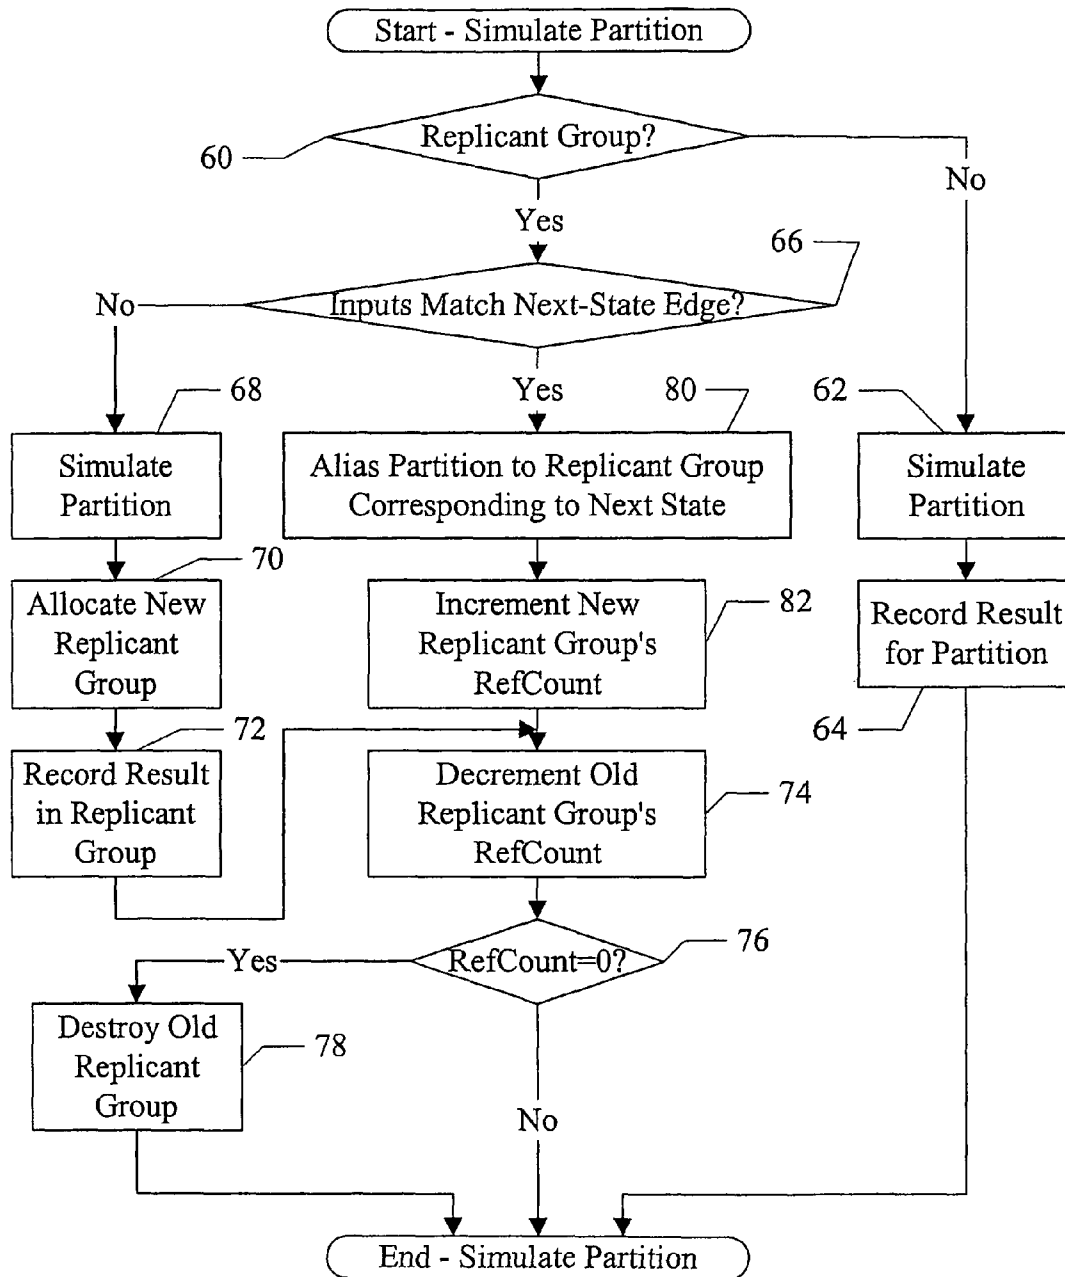 Start - Simulate Partition
Replicant Group?
60
No
Yes
66
Inputs Match Next-State Edge?
No
Yes
68
80
62
Simulate
Partition
Alias Partition to Replicant Group
Corresponding to Next State
Simulate
Partition
70
Allocate New
Replicant
Group
Increment New
Replicant Group's
RefCount
82
Record Result
for Partition
64
72
Record Result
in Replicant
Group
Decrement Old
Replicant Group's
RefCount
74
RefCount=0?
76
Yes
Destroy Old
Replicant
Group
78
No
End - Simulate Partition